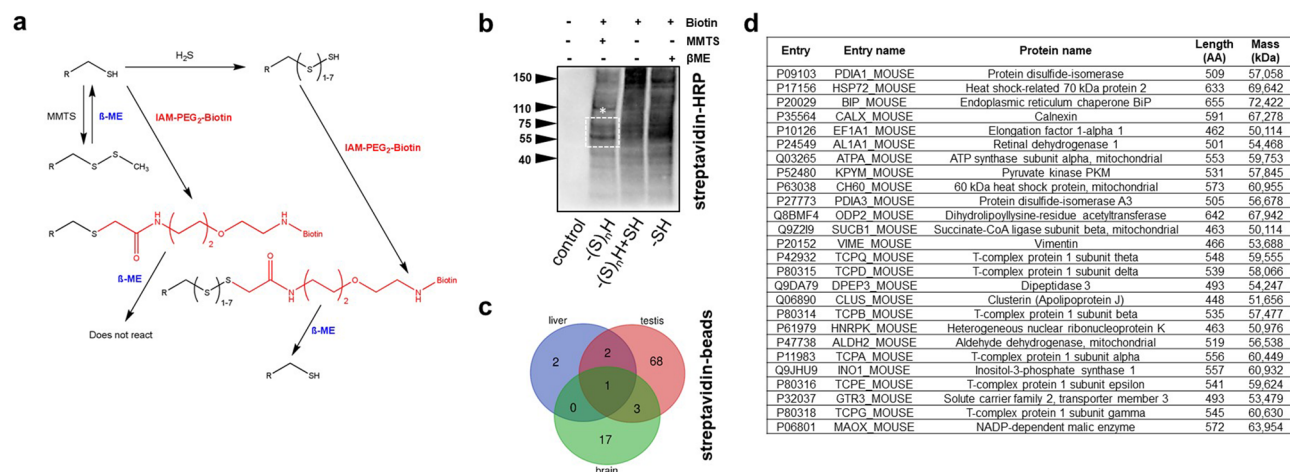 a
R
SH
H₂S
R
(S)
SH
1-7
MMTS
ß-ME
IAM-PEG₂-Biotin
R
S
S
CH₃
IAM-PEG₂-Biotin
R
S
O
H
N
2
O
N
H
Biotin
ß-ME
Does not react
R
(S)
1-7
S
O
N
H
2
O
N
H
Biotin
ß-ME
R
SH
b
- + + + Biotin
- + - - MMTS
- - - + βME
150
110
75
55
40
*
streptavidin-HRP
control
-(S)ₙH
-(S)ₙH+SH
-SH
c
liver
testis
2
2
68
1
0
3
17
brain
streptavidin-beads
d
Entry Entry name Protein name Length (AA) Mass (kDa)
P09103 PDIA1_MOUSE Protein disulfide-isomerase 509 57,058
P17156 HSP72_MOUSE Heat shock-related 70 kDa protein 2 633 69,642
P20029 BIP_MOUSE Endoplasmic reticulum chaperone BiP 655 72,422
P35564 CALX_MOUSE Calnexin 591 67,278
P10126 EF1A1_MOUSE Elongation factor 1-alpha 1 462 50,114
P24549 AL1A1_MOUSE Retinal dehydrogenase 1 501 54,468
Q03265 ATPA_MOUSE ATP synthase subunit alpha, mitochondrial 553 59,753
P52480 KPYM_MOUSE Pyruvate kinase PKM 531 57,845
P63038 CH60_MOUSE 60 kDa heat shock protein, mitochondrial 573 60,955
P27773 PDIA3_MOUSE Protein disulfide-isomerase A3 505 56,678
Q8BMF4 ODP2_MOUSE Dihydrolipoyllysine-residue acetyltransferase 642 67,942
Q9Z2I9 SUCB1_MOUSE Succinate-CoA ligase subunit beta, mitochondrial 463 50,114
P20152 VIME_MOUSE Vimentin 466 53,688
P42932 TCPQ_MOUSE T-complex protein 1 subunit theta 548 59,555
P80315 TCPD_MOUSE T-complex protein 1 subunit delta 539 58,066
Q9DA79 DPEP3_MOUSE Dipeptidase 3 493 54,247
Q06890 CLUS_MOUSE Clusterin (Apolipoprotein J) 448 51,656
P80314 TCPB_MOUSE T-complex protein 1 subunit beta 535 57,477
P61979 HNRPK_MOUSE Heterogeneous nuclear ribonucleoprotein K 463 50,976
P47738 ALDH2_MOUSE Aldehyde dehydrogenase, mitochondrial 519 56,538
P11983 TCPA_MOUSE T-complex protein 1 subunit alpha 556 60,449
Q9JHU9 INO1_MOUSE Inositol-3-phosphate synthase 1 557 60,932
P80316 TCPE_MOUSE T-complex protein 1 subunit epsilon 541 59,624
P32037 GTR3_MOUSE Solute carrier family 2, transporter member 3 493 53,479
P80318 TCPG_MOUSE T-complex protein 1 subunit gamma 545 60,630
P06801 MAOX_MOUSE NADP-dependent malic enzyme 572 63,954